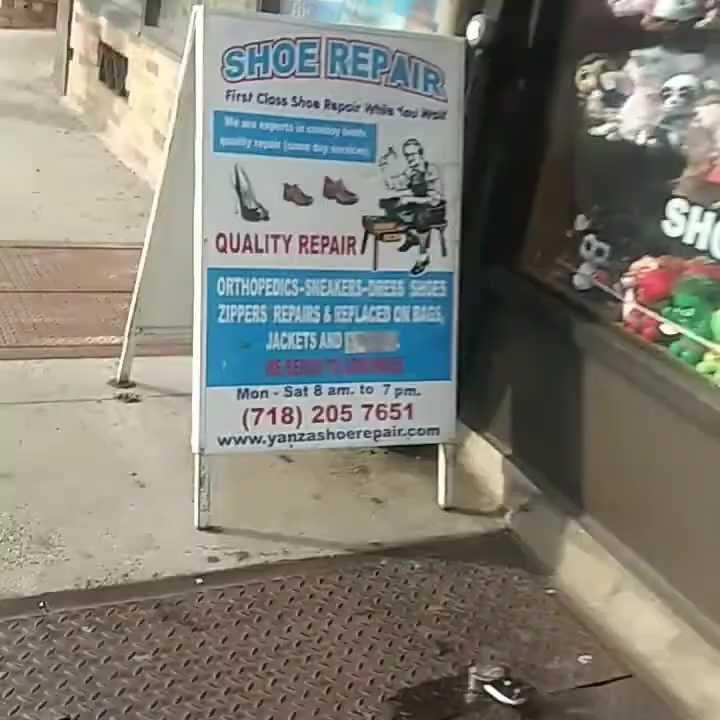 SHOE REPAIR
First Class Shoe Repair While You Wait
We are experts in cowboy boots
quality repair (same day services)
QUALITY REPAIR
ORTHOPEDICS-SNEAKERS-DRESS SHOES
ZIPPERS REPAIRS & REPLACED ON BAGS,
JACKETS AND
Mon - Sat 8 am. to 7 pm.
(718) 205 7651
www.yanzashoerepair.com
SHO